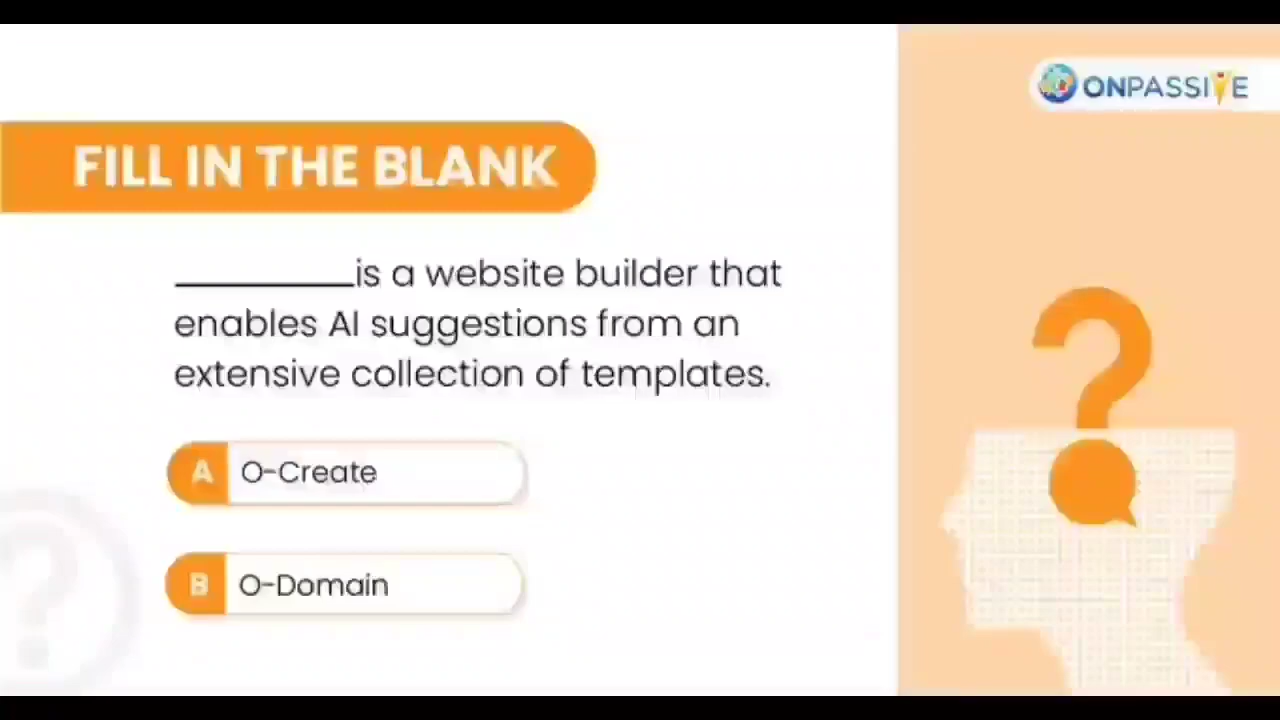 ONPASSIVE
FILL IN THE BLANK
__________is a website builder that
enables AI suggestions from an
extensive collection of templates.
A O-Create
B O-Domain